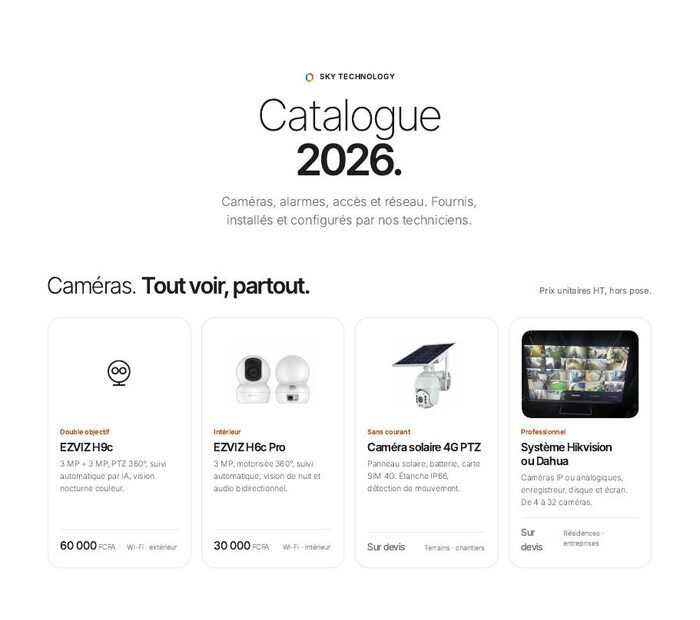 SKY TECHNOLOGY
Catalogue
2026.
Caméras, alarmes, accès et réseau. Fournis,
installés et configurés par nos techniciens.
Caméras. Tout voir, partout.
Prix unitaires HT, hors pose.
Double objectif
EZVIZ H9c
3 MP + 3 MP, PTZ 360°, suivi
automatique par IA, vision
nocturne couleur.
60 000 FCFA
Wi-Fi · extérieur
Intérieur
EZVIZ H6c Pro
3 MP, motorisée 360°, suivi
automatique, vision de nuit et
audio bidirectionnel.
30 000 FCFA
Wi-Fi · intérieur
Sans courant
Caméra solaire 4G PTZ
Panneau solaire, batterie, carte
SIM 4G. Étanche IP66,
détection de mouvement.
Sur devis
Terrains · chantiers
Professionnel
Système Hikvision
ou Dahua
Caméras IP ou analogiques,
enregistreur, disque et écran.
De 4 à 32 caméras.
Sur
devis
Résidences ·
entreprises